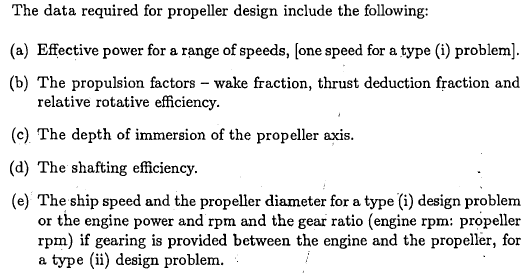 The data required for propeller design include the following:
(a) Effective power for a range of speeds, [one speed for a type (i) problem].
(b) The propulsion factors – wake fraction, thrust deduction fraction and
relative rotative efficiency.
(c) The depth of immersion of the propeller axis.
(d) The shafting efficiency.
(e) The ship speed and the propeller diameter for a type (i) design problem
or the engine power and rpm and the gear ratio (engine rpm: propeller
rpm) if gearing is provided between the engine and the propeller, for
a type (ii) design problem.